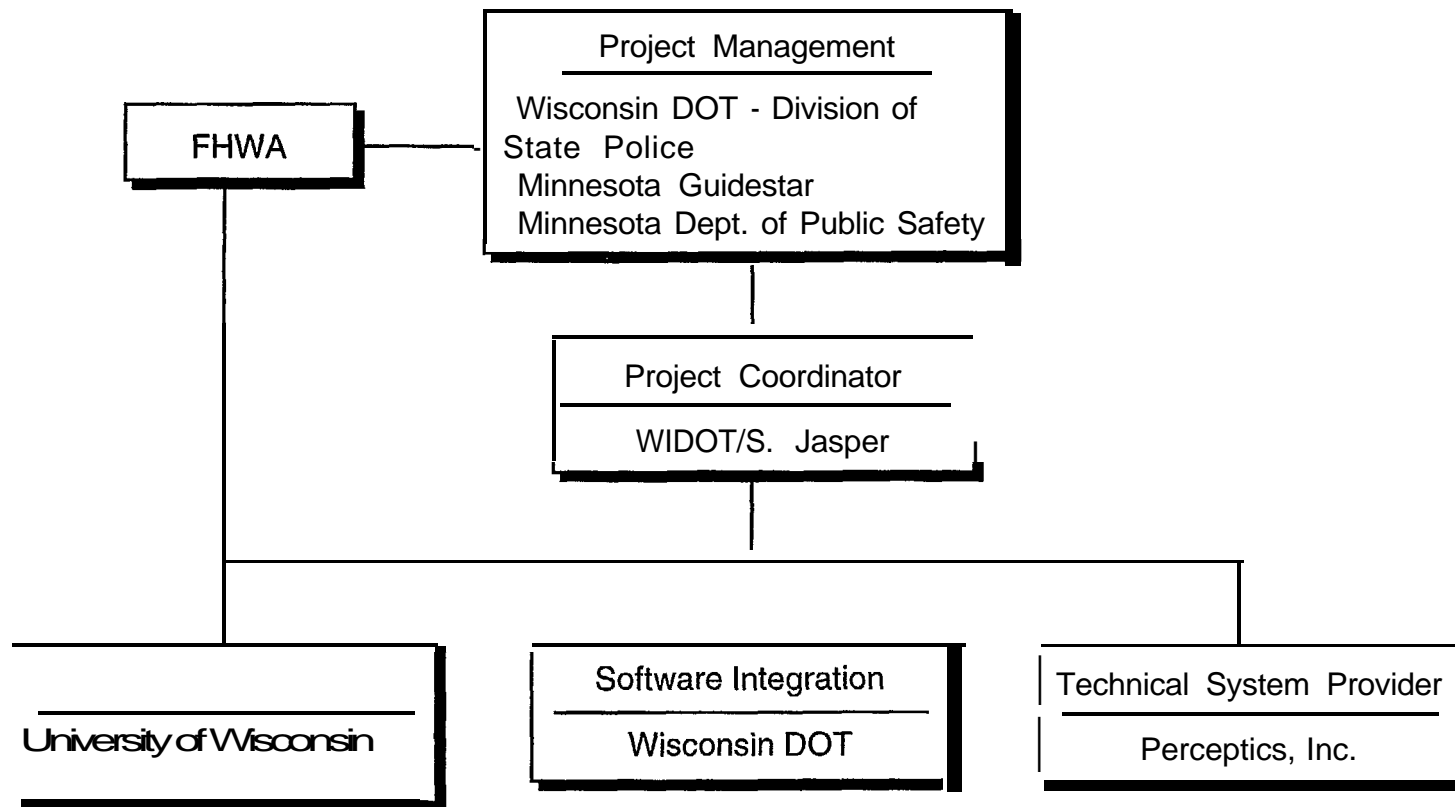 Project Management
Wisconsin DOT - Division of
State Police
Minnesota Guidestar
Minnesota Dept. of Public Safety
FHWA
Project Coordinator
WIDOT/S. Jasper
University of Wisconsin
Software Integration
Wisconsin DOT
Technical System Provider
Perceptics, Inc.